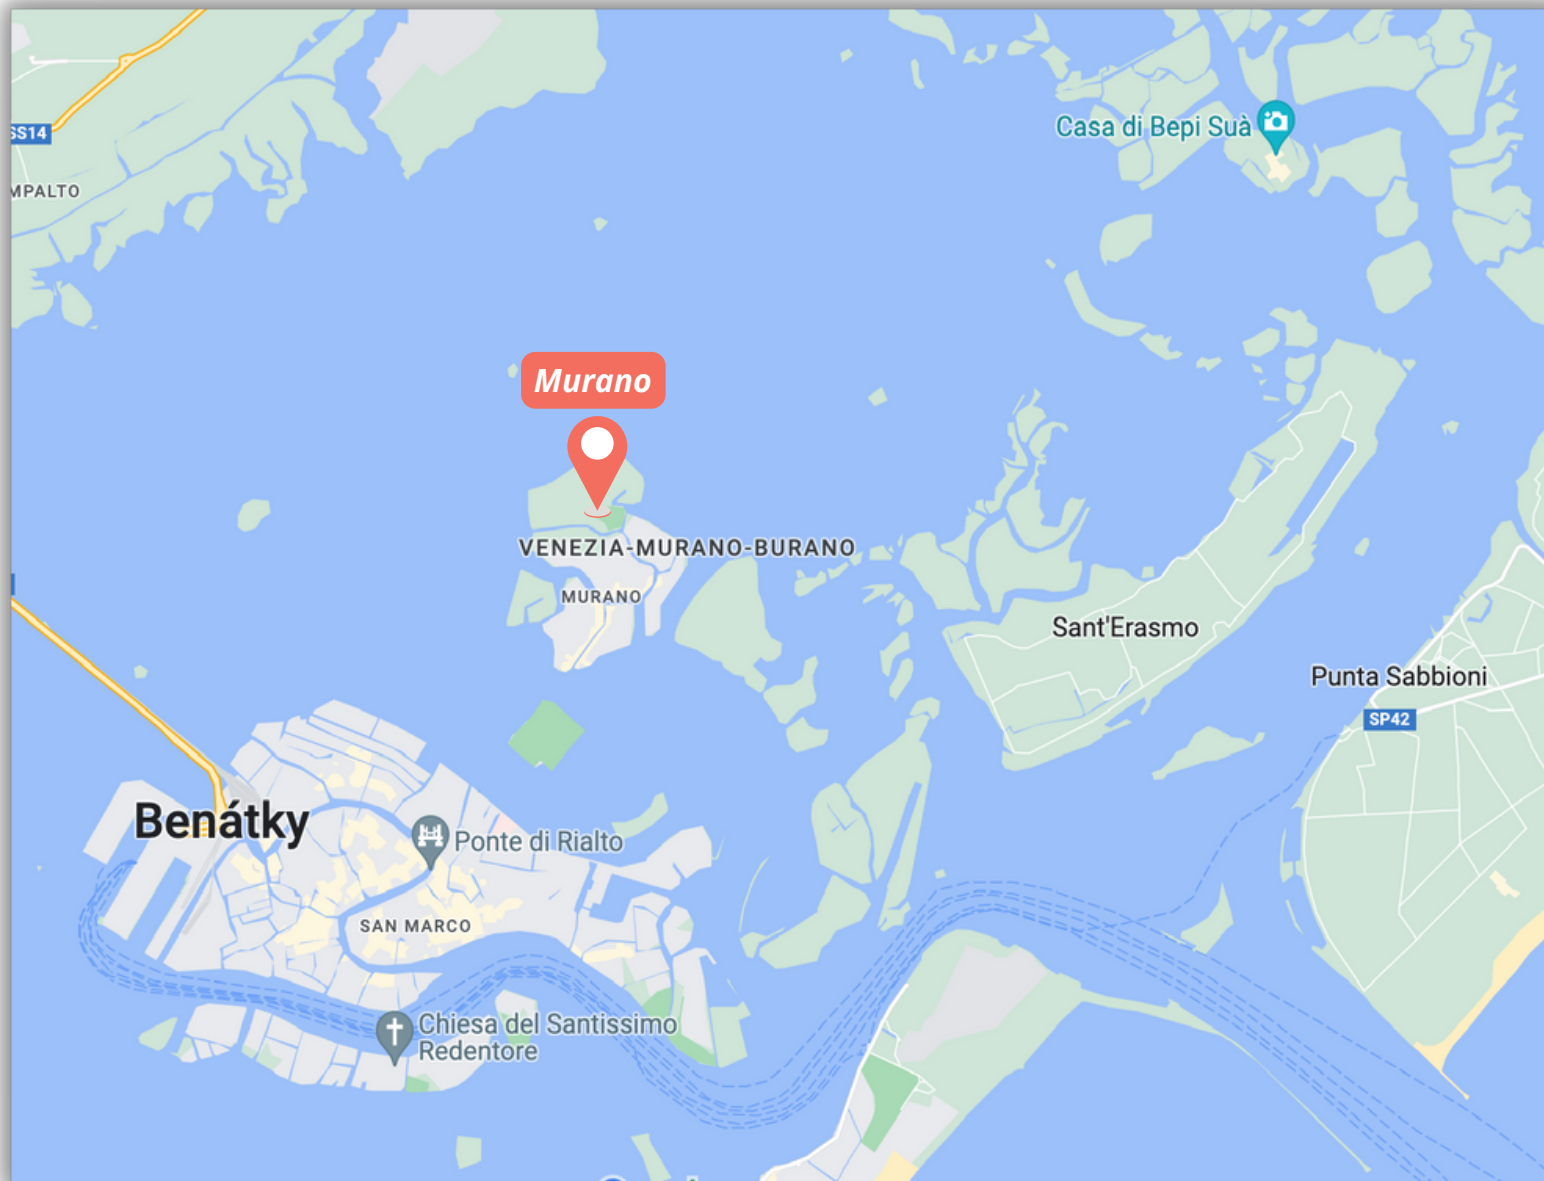 Casa di Bepi Suà
SS14
MPALTO
Murano
VENEZIA-MURANO-BURANO
MURANO
Sant'Erasmo
Punta Sabbioni
SP42
Benátky
Ponte di Rialto
SAN MARCO
Chiesa del Santissimo
Redentore